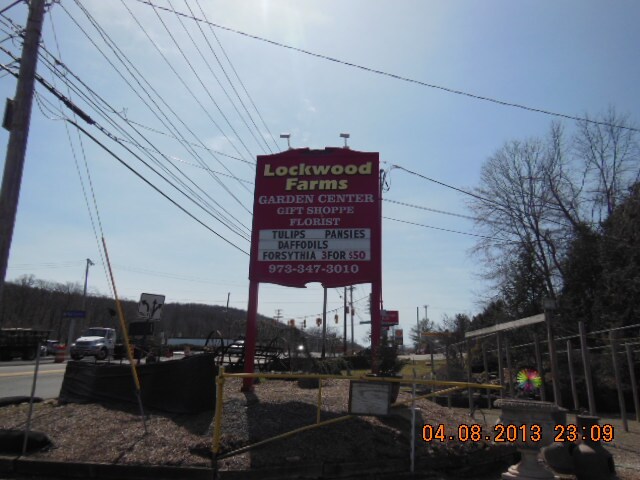 Lockwood
Farms
GARDEN CENTER
GIFT SHOPPE
FLORIST
TULIPS PANSIES
DAFFODILS
FORSYTHIA 3FOR $50
973-347-3010
04.08.2013 23:09